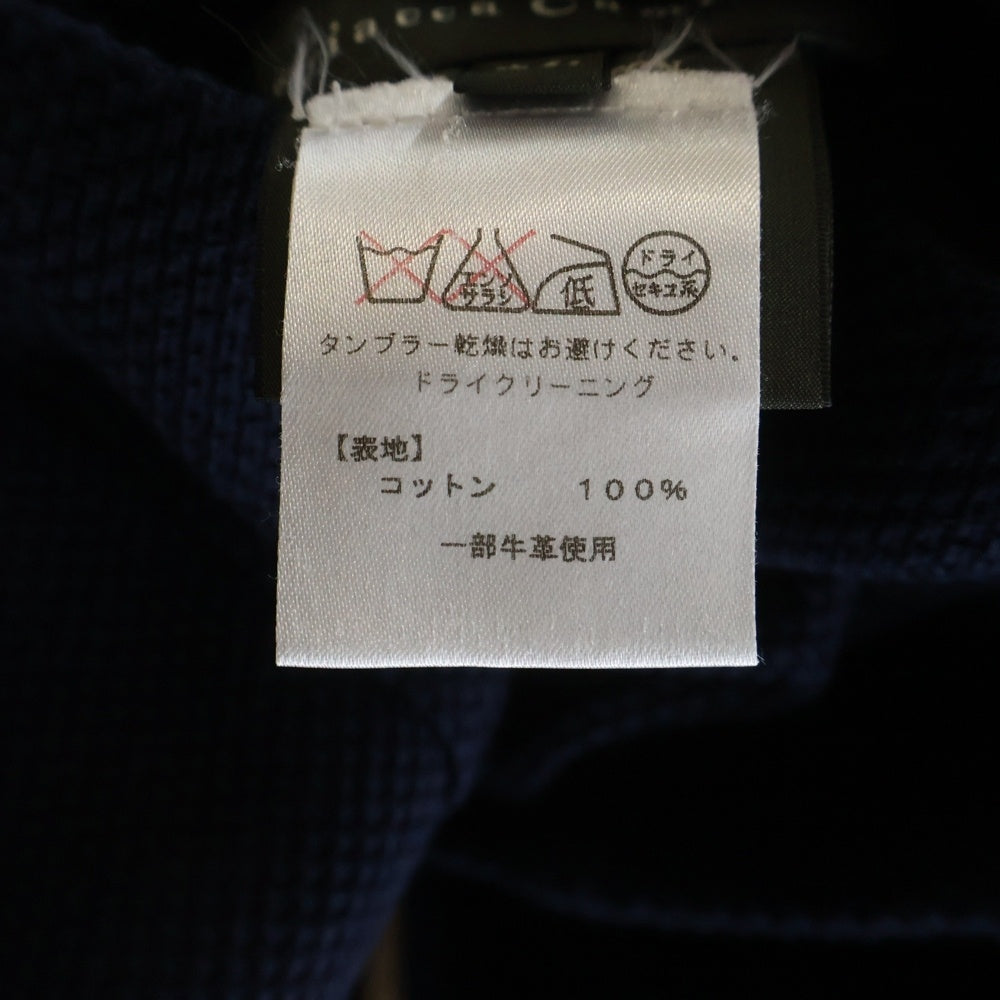 エンソ
サラシ
低
ドライ
セキユ系
タンブラー乾燥はお避けください。
ドライクリーニング
【表地】
コットン 100%
一部牛革使用